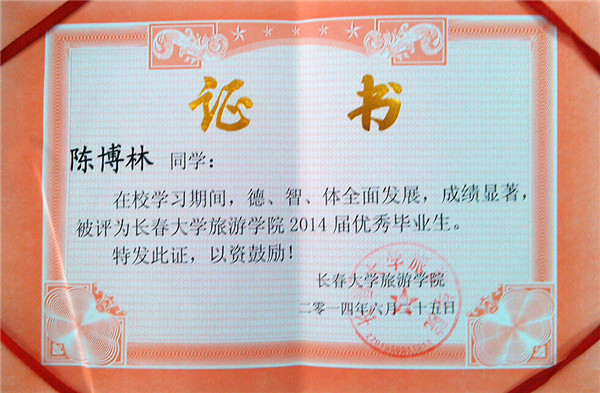 证书
陈博林 同学：
在校学习期间，德、智、体全面发展，成绩显著，
被评为长春大学旅游学院2014届优秀毕业生。
特发此证，以资鼓励！
长春大学旅游学院
二零一四年六月二十五日